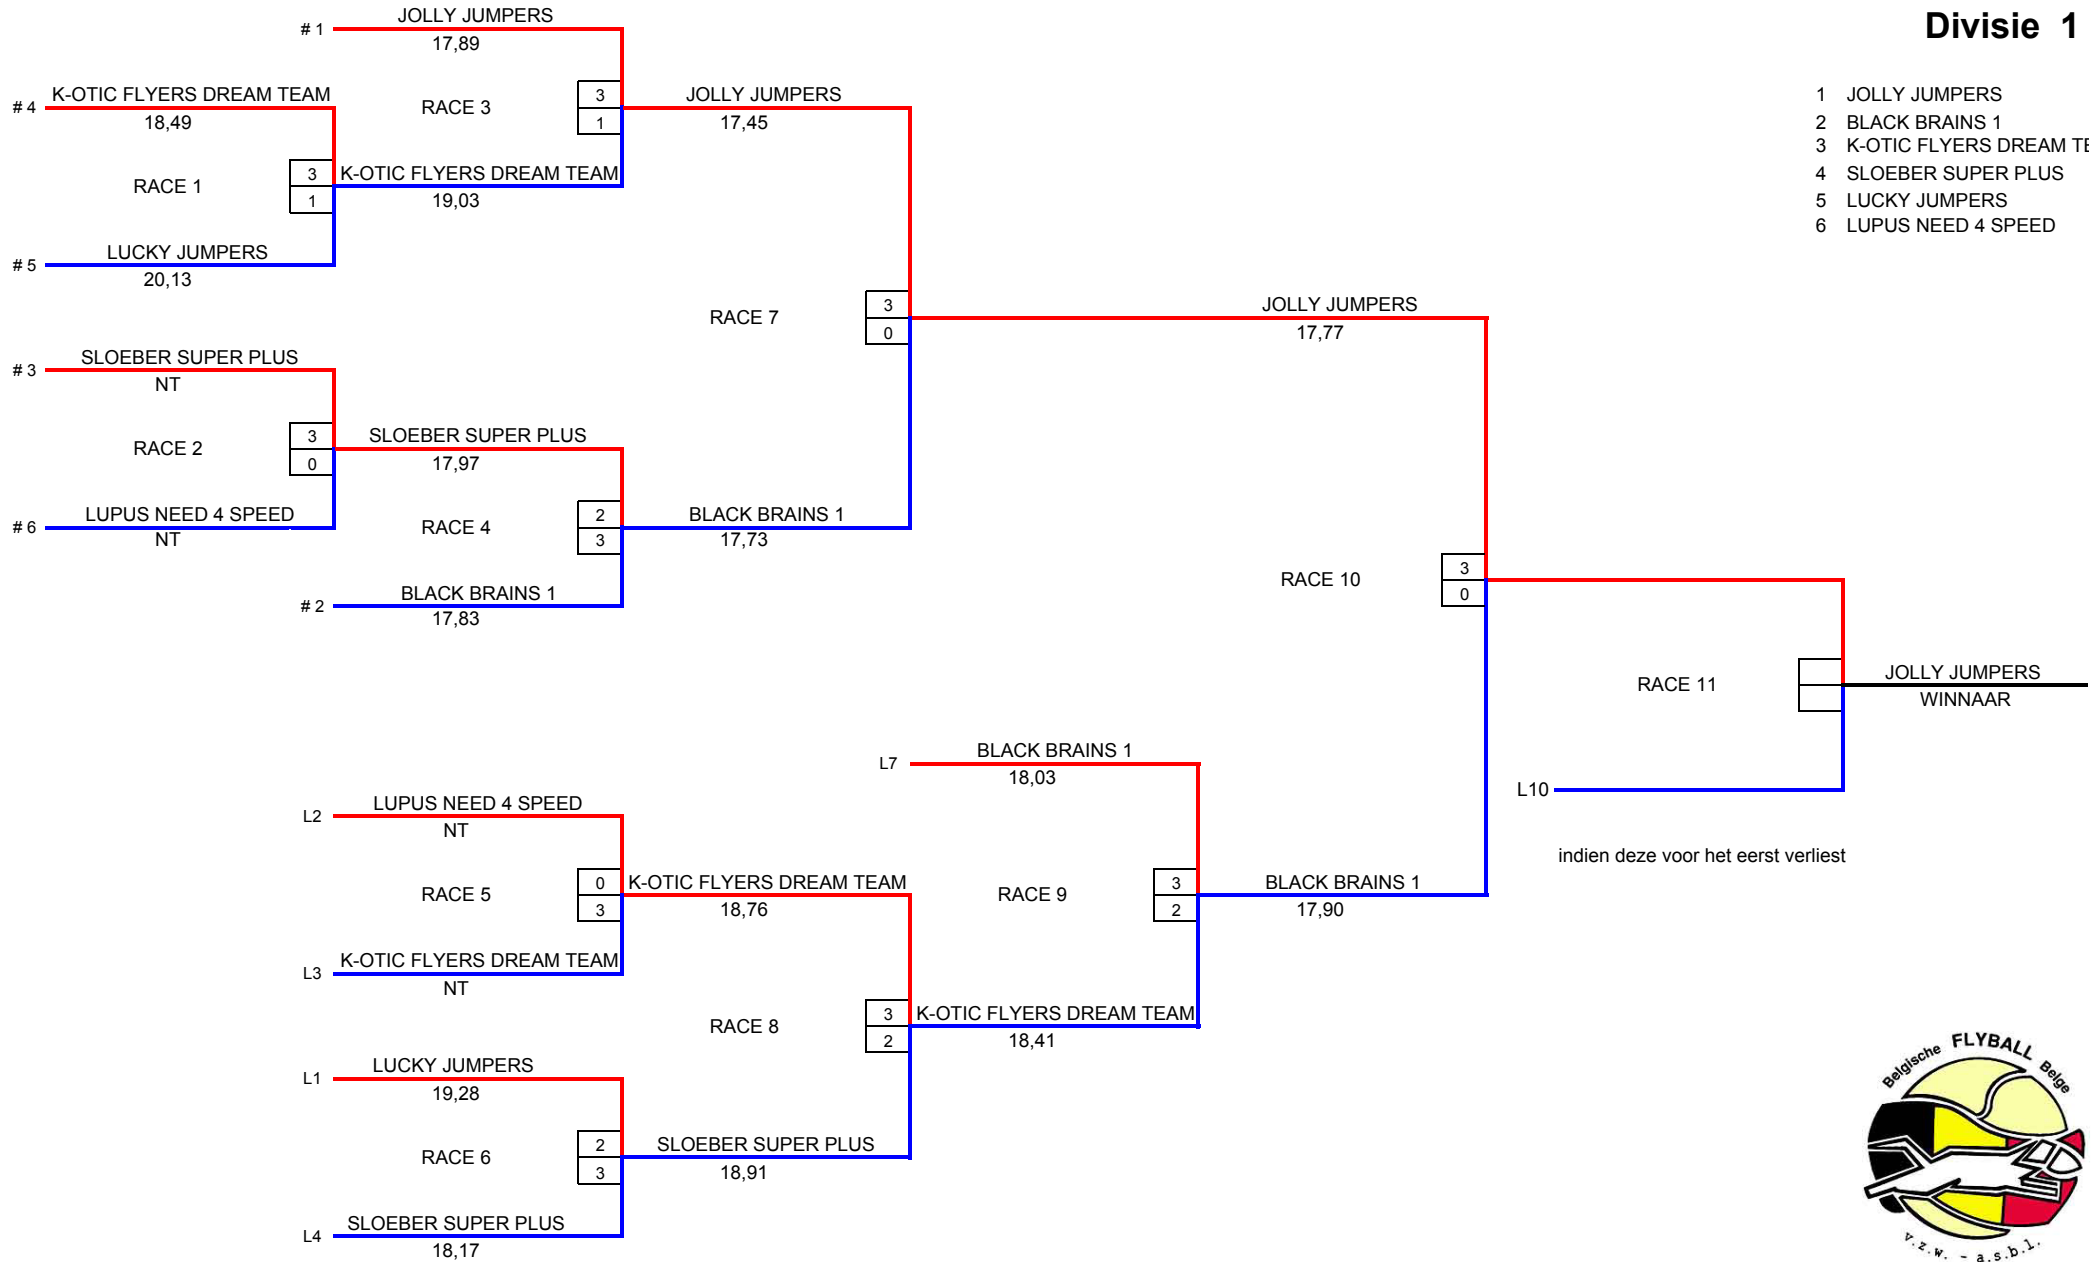 Divisie 1
1 JOLLY JUMPERS
2 BLACK BRAINS 1
3 K-OTIC FLYERS DREAM TE
4 SLOEBER SUPER PLUS
5 LUCKY JUMPERS
6 LUPUS NEED 4 SPEED
# 1
JOLLY JUMPERS
17,89
# 4
K-OTIC FLYERS DREAM TEAM
18,49
RACE 1
3
1
# 5
LUCKY JUMPERS
20,13
RACE 3
3
1
K-OTIC FLYERS DREAM TEAM
19,03
JOLLY JUMPERS
17,45
# 3
SLOEBER SUPER PLUS
NT
RACE 2
3
0
# 6
LUPUS NEED 4 SPEED
NT
SLOEBER SUPER PLUS
17,97
RACE 4
2
3
# 2
BLACK BRAINS 1
17,83
BLACK BRAINS 1
17,73
RACE 7
3
0
JOLLY JUMPERS
17,77
RACE 10
3
0
RACE 11
JOLLY JUMPERS
WINNAAR
L10
indien deze voor het eerst verliest
L7
BLACK BRAINS 1
18,03
L2
LUPUS NEED 4 SPEED
NT
RACE 5
0
3
L3
K-OTIC FLYERS DREAM TEAM
NT
K-OTIC FLYERS DREAM TEAM
18,76
RACE 9
3
2
BLACK BRAINS 1
17,90
RACE 8
3
2
K-OTIC FLYERS DREAM TEAM
18,41
L1
LUCKY JUMPERS
19,28
RACE 6
2
3
L4
SLOEBER SUPER PLUS
18,17
SLOEBER SUPER PLUS
18,91
Belgische FLYBALL Belge
v.z.w. - a.s.b.l.